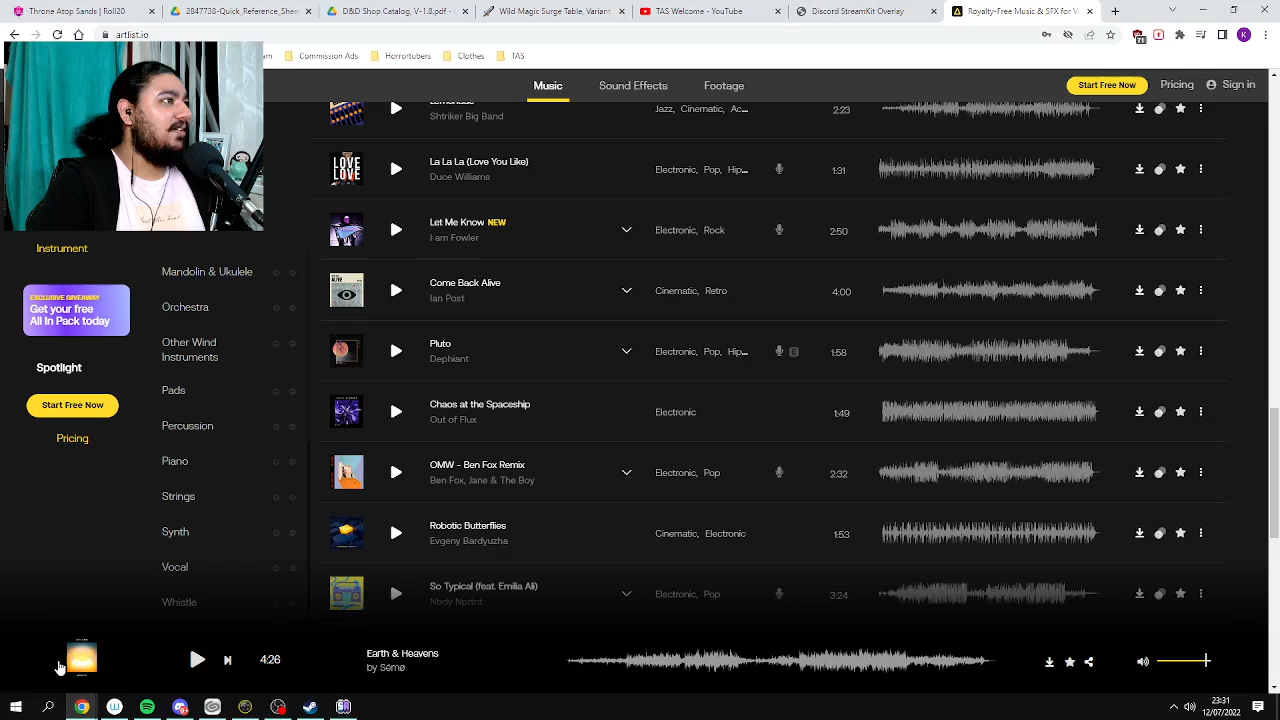 Throne Atop Sands | Roll20
2847738-Quick_Reference_Shee
D&D Shop Catalog, V-1.8.pdf - G
Wild Magic Surge Table, Variam
TAS Welcome - YouTube
Discord StreamKit Overlay
Royalty-Free Music & SFX for V
artlist.io
Commission Ads
Horrortubers
Clothes
TAS
Music
Sound Effects
Footage
Start Free Now
Pricing
Sign in
Shtriker Big Band
Jazz, Cinematic, Ac...
2:23
La La La (Love You Like)
Duce Williams
Electronic, Pop, Hip...
1:31
Let Me Know NEW
I am Fowler
Electronic, Rock
2:50
Come Back Alive
Ian Post
Cinematic, Retro
4:00
Pluto
Dephiant
Electronic, Pop, Hip...
E
1:58
Chaos at the Spaceship
Out of Flux
Electronic
1:49
OMW - Ben Fox Remix
Ben Fox, Jane & The Boy
Electronic, Pop
2:32
Robotic Butterflies
Evgeny Bardyuzha
Cinematic, Electronic
1:53
So Typical (feat. Emilia Ali)
Nbdy Nprtnt
Electronic, Pop
3:24
Instrument
EXCLUSIVE GIVEAWAY
Get your free
All In Pack today
Spotlight
Start Free Now
Pricing
Mandolin & Ukulele
Orchestra
Other Wind
Instruments
Pads
Percussion
Piano
Strings
Synth
Vocal
Whistle
4:26
Earth & Heavens
by Sémø
23:31
12/07/2022